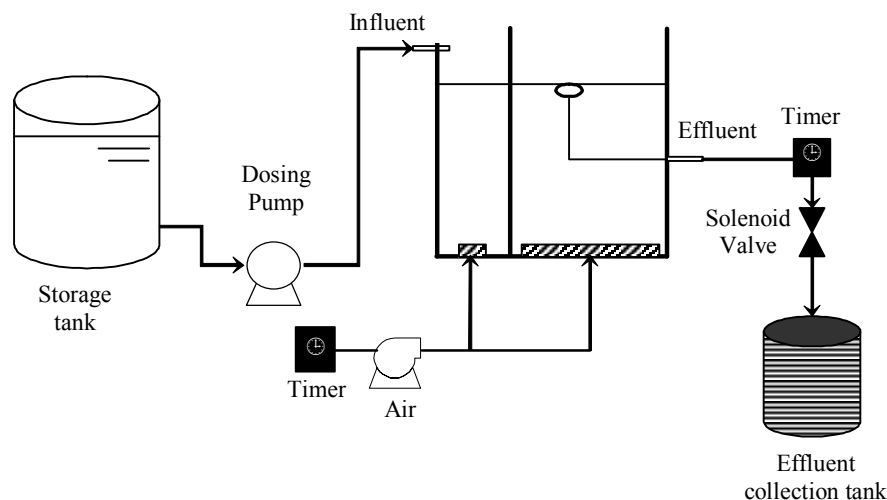 Influent
Effluent
Timer
Dosing
Pump
Solenoid
Valve
Storage
tank
Timer
Air
Effluent
collection tank